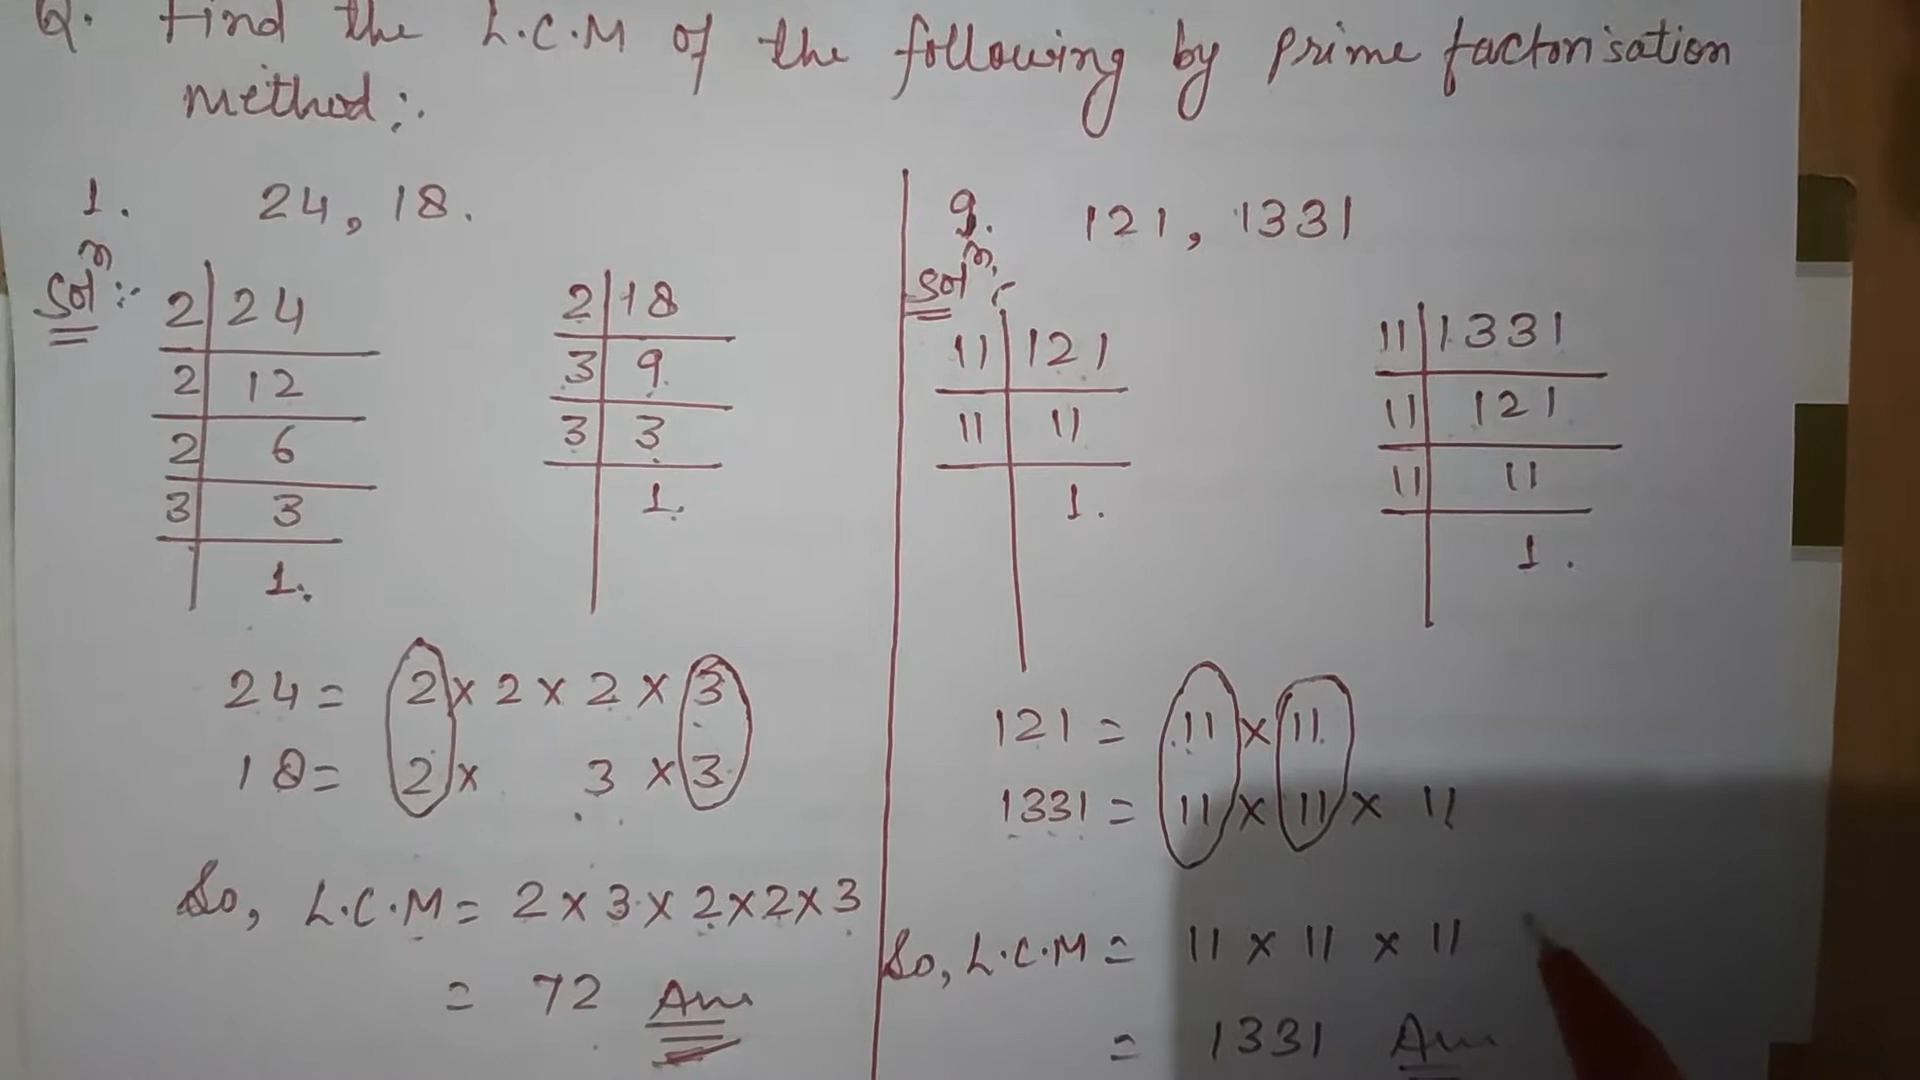 Q. Find the L.C.M of the following by prime factorisation
method:.
1. 24, 18.
Solⁿ:-
2 | 24
2 | 12
2 | 6
3 | 3
1.
2 | 18
3 | 9
3 | 3
1.
24 = 2 x 2 x 2 x 3
18 = 2 x 3 x 3
So, L.C.M = 2 x 3 x 2 x 2 x 3
= 72 Ans
9. 121, 1331
Solⁿ:-
11 | 121
11 | 11
1.
11 | 1331
11 | 121
11 | 11
1.
121 = 11 x 11
1331 = 11 x 11 x 11
So, L.C.M = 11 x 11 x 11
= 1331 Ans